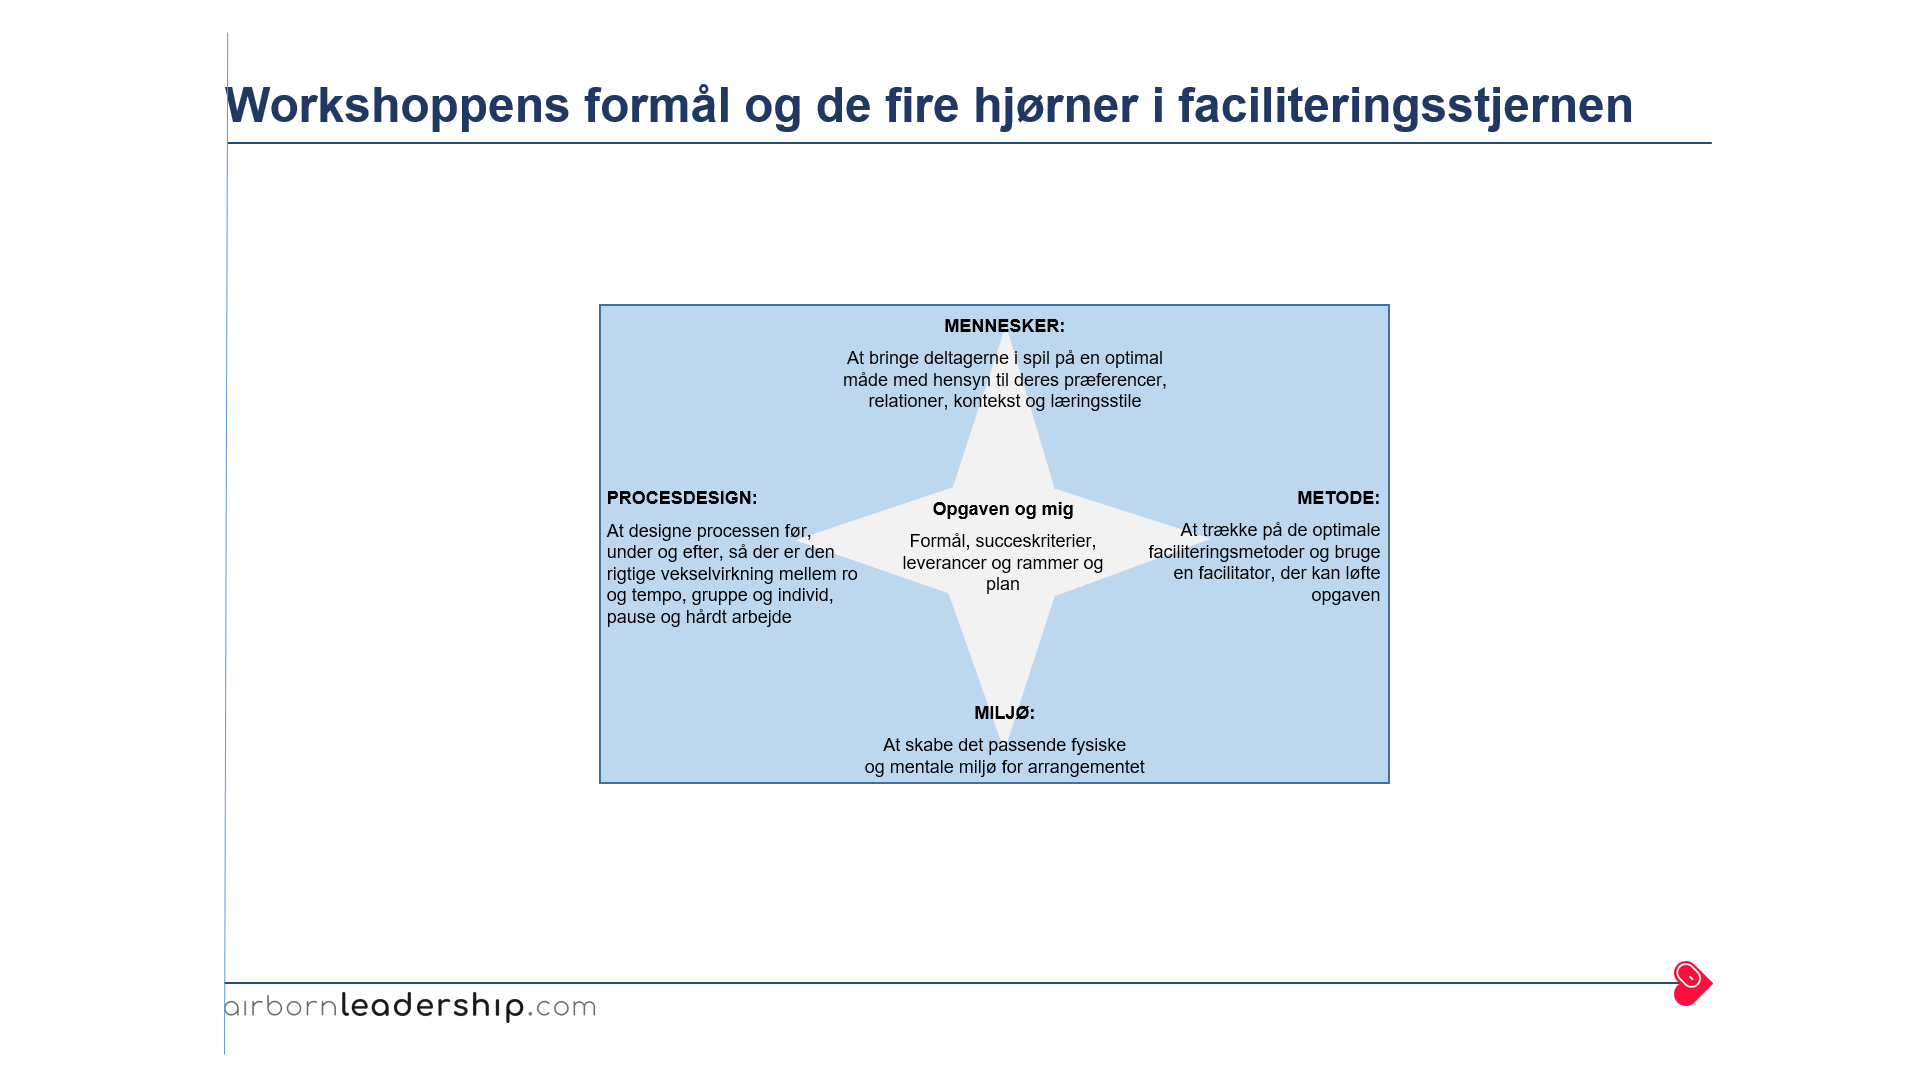 Workshoppens formål og de fire hjørner i faciliteringsstjernen
MENNESKER:
At bringe deltagerne i spil på en optimal
måde med hensyn til deres præferencer,
relationer, kontekst og læringsstile
PROCESDESIGN:
At designe processen før,
under og efter, så der er den
rigtige vekselvirkning mellem ro
og tempo, gruppe og individ,
pause og hårdt arbejde
Opgaven og mig
Formål, succeskriterier,
leverancer og rammer og
plan
METODE:
At trække på de optimale
faciliteringsmetoder og bruge
en facilitator, der kan løfte
opgaven
MILJØ:
At skabe det passende fysiske
og mentale miljø for arrangementet
airbornleadership.com